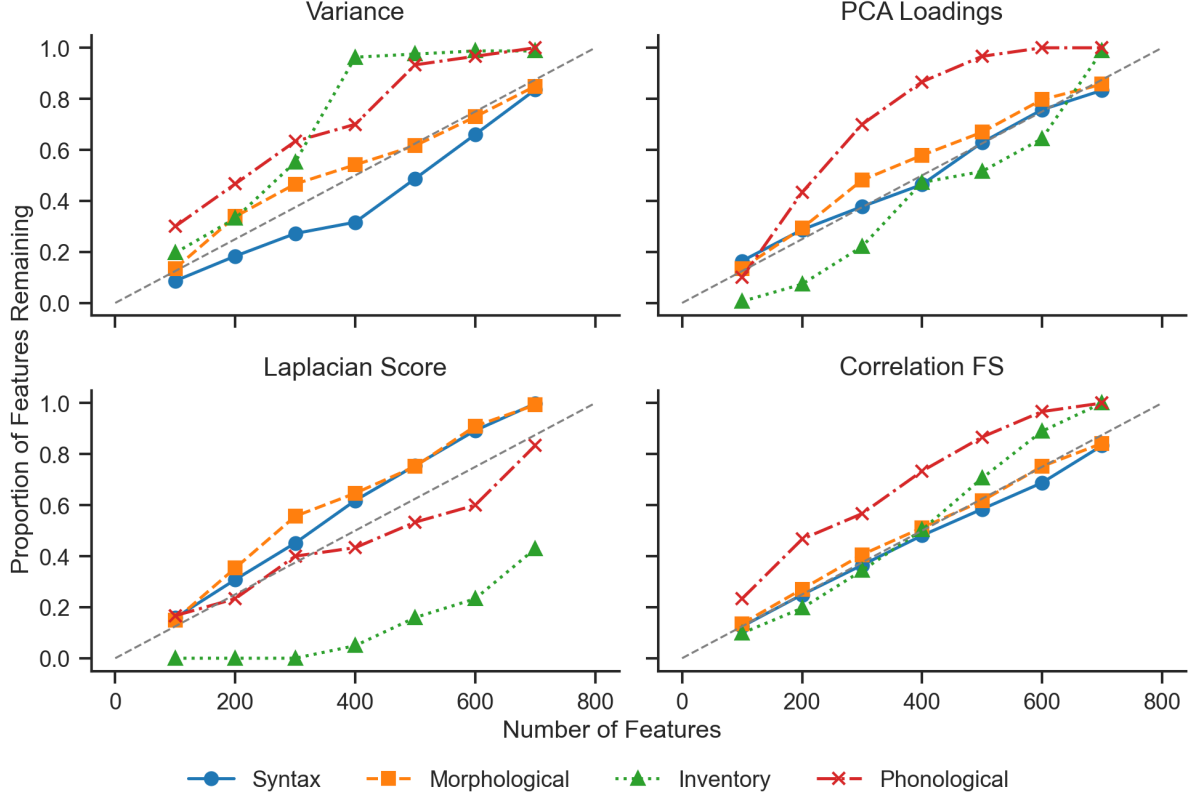 Variance
PCA Loadings
1.0
0.8
0.6
0.4
0.2
0.0
Laplacian Score
Correlation FS
1.0
0.8
0.6
0.4
0.2
0.0
0 200 400 600 800
0 200 400 600 800
Proportion of Features Remaining
Number of Features
Syntax Morphological Inventory Phonological